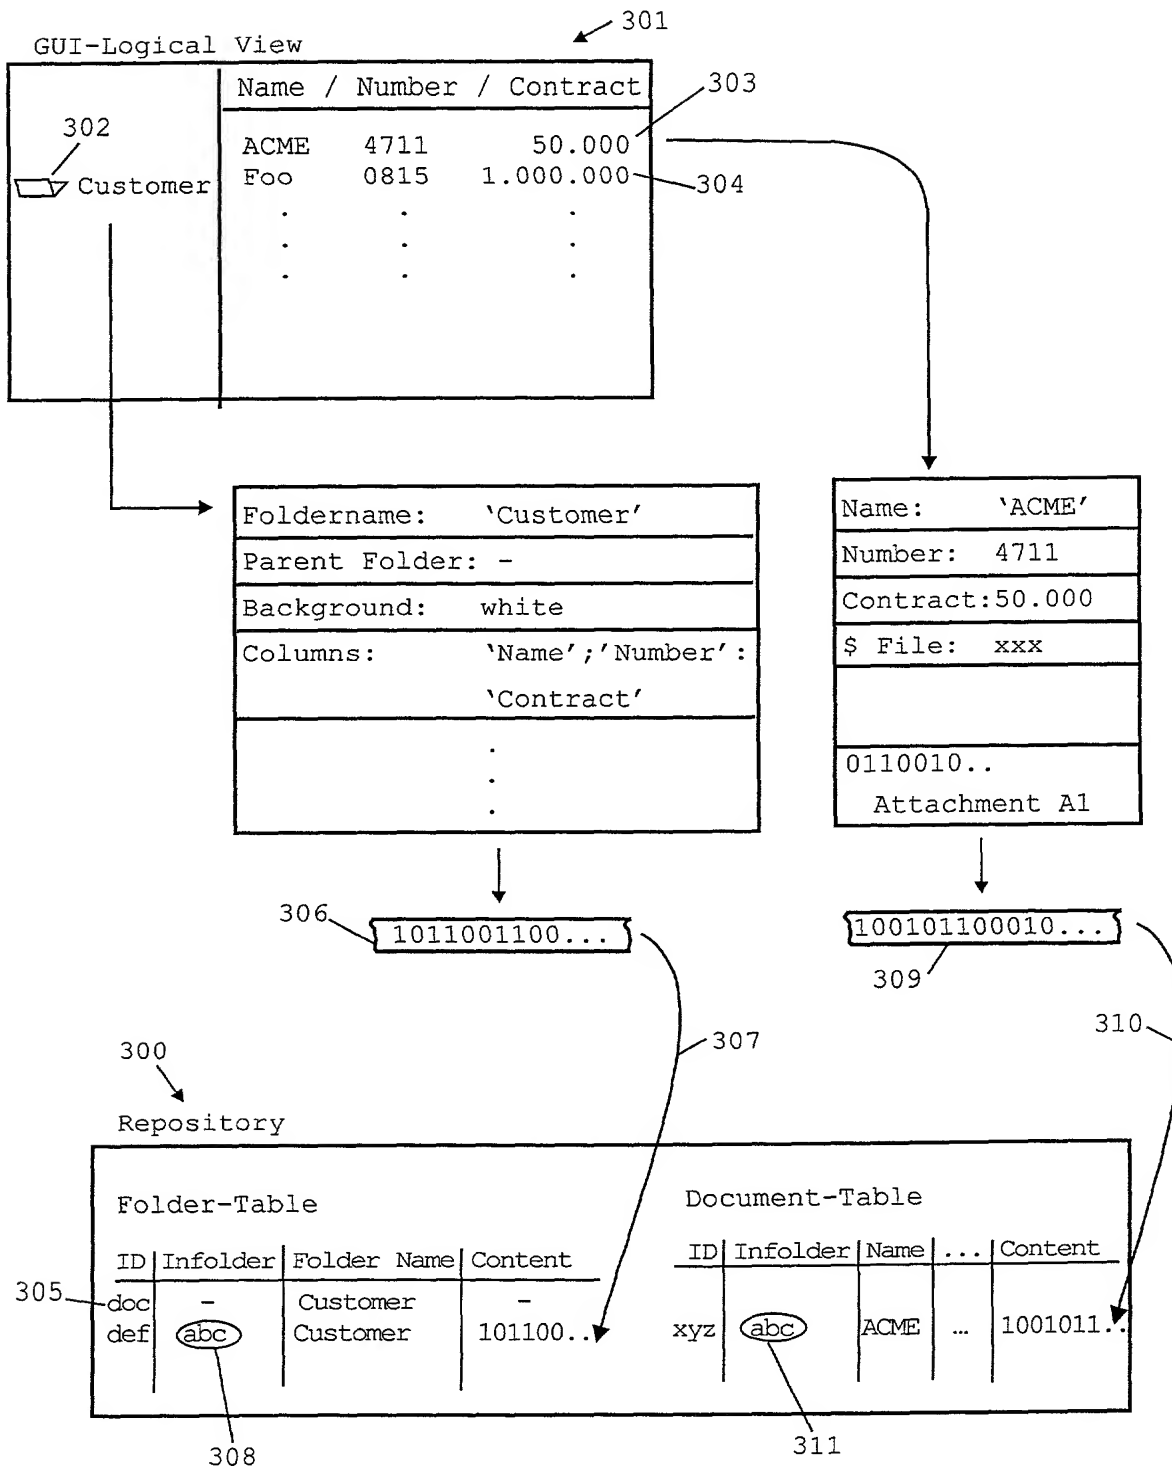 301
GUI-Logical View
Name / Number / Contract
303
302
ACME 4711 50.000
Customer
Foo 0815 1.000.000
304
Foldername: 'Customer'
Parent Folder: -
Background: white
Columns: 'Name';'Number':
'Contract'
Name: 'ACME'
Number: 4711
Contract:50.000
$ File: xxx
0110010..
Attachment A1
306
1011001100...
100101100010...
309
307
310
300
Repository
Folder-Table
Document-Table
ID Infolder Folder Name Content
ID Infolder Name ... Content
305
doc - Customer -
def abc Customer 101100..
xyz abc ACME ... 1001011..
308
311